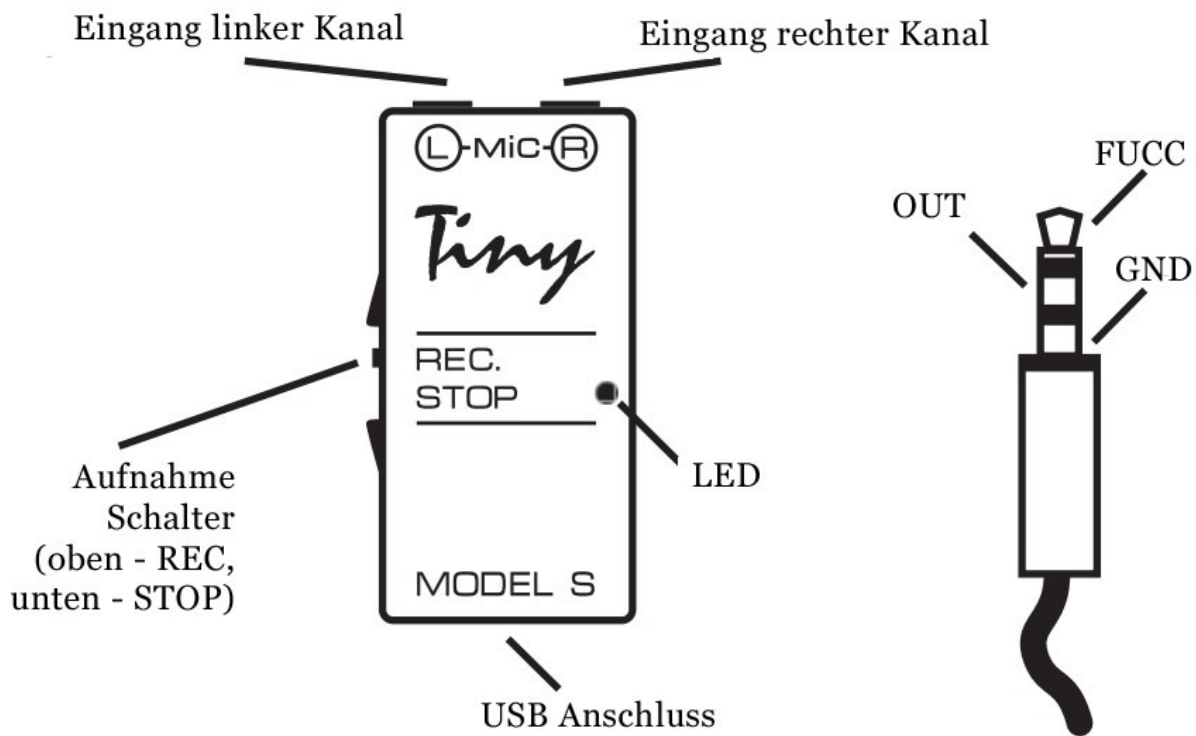 Eingang linker Kanal
Eingang rechter Kanal
L-MiC-R
Tiny
REC.
STOP
MODEL S
Aufnahme
Schalter
(oben - REC,
unten - STOP)
LED
USB Anschluss
FUCC
OUT
GND